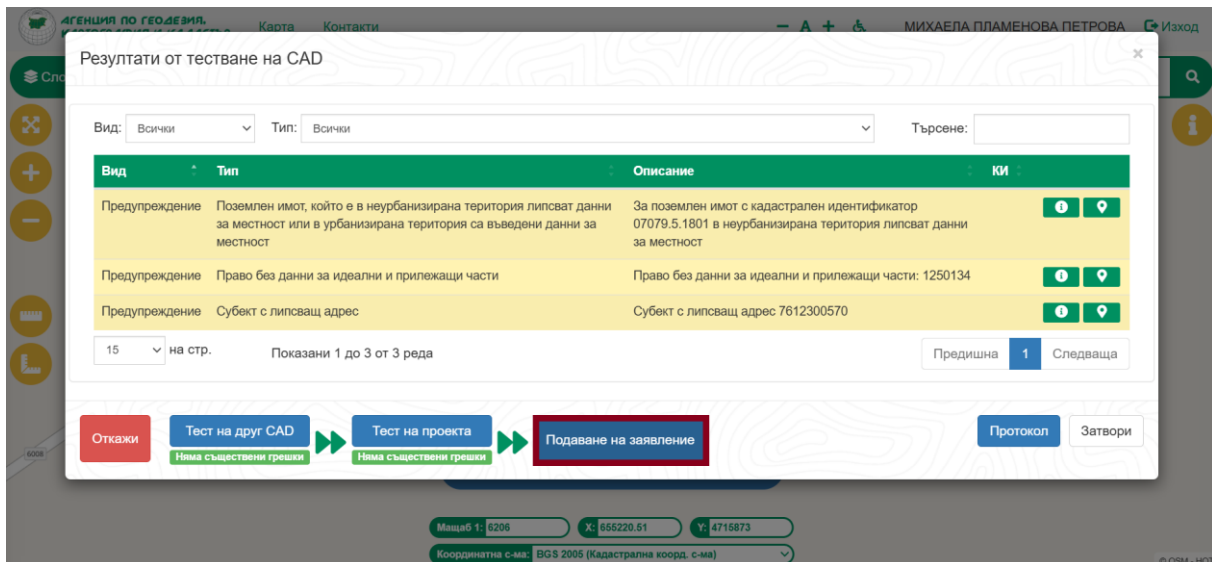 АГЕНЦИЯ ПО ГЕОДЕЗИЯ,
Карта Контакти − A + МИХАЕЛА ПЛАМЕНОВА ПЕТРОВА Изход
Резултати от тестване на CAD ×
Сло
Вид: Всички Тип: Всички Търсене:
Вид Тип Описание КИ
Предупреждение Поземлен имот, който е в неурбанизирана територия липсват данни За поземлен имот с кадастрален идентификатор
за местност или в урбанизирана територия са въведени данни за 07079.5.1801 в неурбанизирана територия липсват данни
местност за местност
Предупреждение Право без данни за идеални и прилежащи части Право без данни за идеални и прилежащи части: 1250134
Предупреждение Субект с липсващ адрес Субект с липсващ адрес 7612300570
15 на стр. Показани 1 до 3 от 3 реда Предишна 1 Следваща
Откажи Тест на друг CAD Тест на проекта Подаване на заявление Протокол Затвори
Няма съществени грешки Няма съществени грешки
6008
Мащаб 1: 6206 X: 655220.51 Y: 4715873
Координатна с-ма: BGS 2005 (Кадастрална коорд. с-ма)
© OSM - HOT